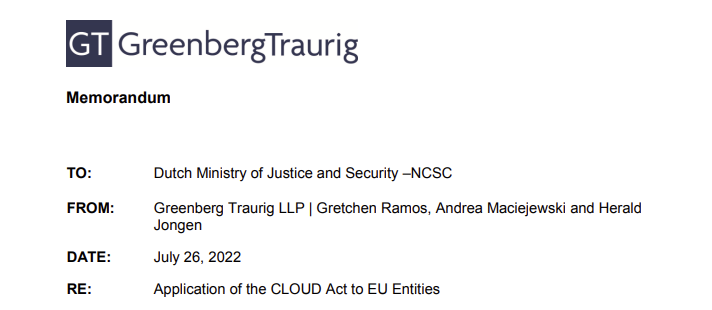 GT GreenbergTraurig
Memorandum
TO: Dutch Ministry of Justice and Security –NCSC
FROM: Greenberg Traurig LLP | Gretchen Ramos, Andrea Maciejewski and Herald
Jongen
DATE: July 26, 2022
RE: Application of the CLOUD Act to EU Entities